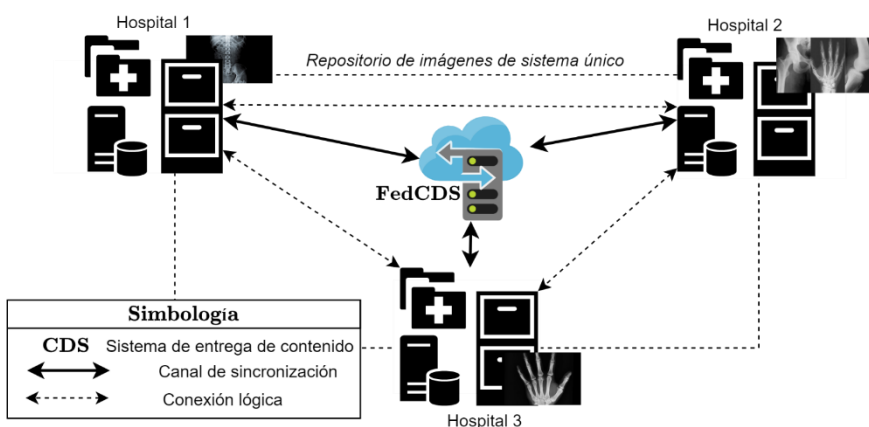 Hospital 1
Hospital 2
Repositorio de imágenes de sistema único
FedCDS
Simbología
CDS Sistema de entrega de contenido
Canal de sincronización
Conexión lógica
Hospital 3